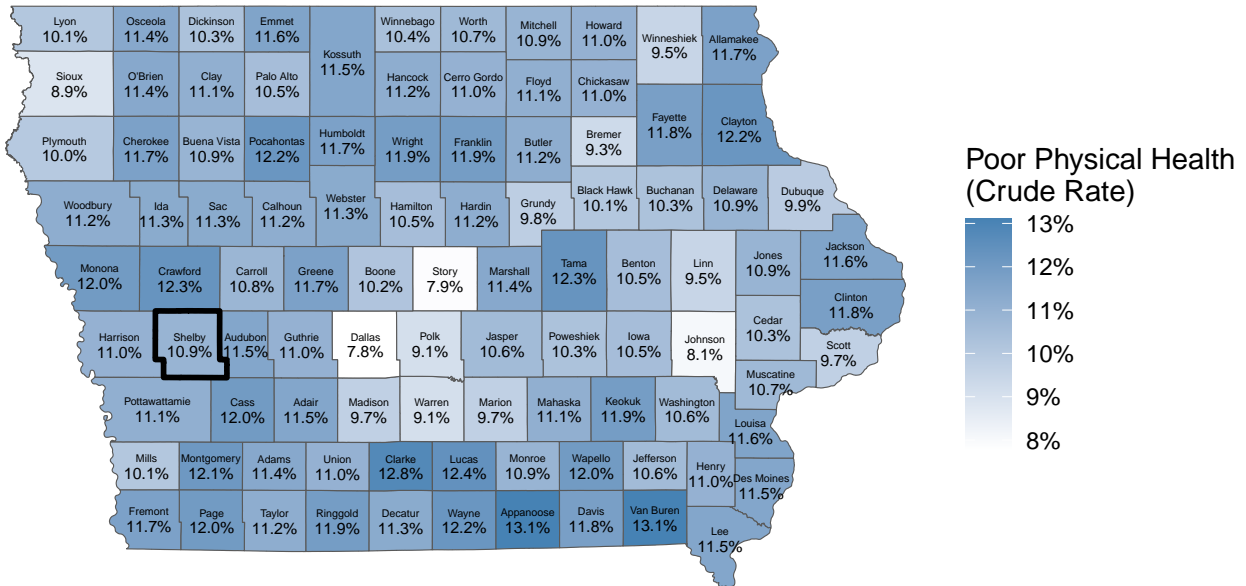 Lyon
10.1%
Osceola
11.4%
Dickinson
10.3%
Emmet
11.6%
Kossuth
11.5%
Winnebago
10.4%
Worth
10.7%
Mitchell
10.9%
Howard
11.0%
Winneshiek
9.5%
Allamakee
11.7%
Sioux
8.9%
O'Brien
11.4%
Clay
11.1%
Palo Alto
10.5%
Hancock
11.2%
Cerro Gordo
11.0%
Floyd
11.1%
Chickasaw
11.0%
Fayette
11.8%
Clayton
12.2%
Plymouth
10.0%
Cherokee
11.7%
Buena Vista
10.9%
Pocahontas
12.2%
Humboldt
11.7%
Wright
11.9%
Franklin
11.9%
Butler
11.2%
Bremer
9.3%
Woodbury
11.2%
Ida
11.3%
Sac
11.3%
Calhoun
11.2%
Webster
11.3%
Hamilton
10.5%
Hardin
11.2%
Grundy
9.8%
Black Hawk
10.1%
Buchanan
10.3%
Delaware
10.9%
Dubuque
9.9%
Monona
12.0%
Crawford
12.3%
Carroll
10.8%
Greene
11.7%
Boone
10.2%
Story
7.9%
Marshall
11.4%
Tama
12.3%
Benton
10.5%
Linn
9.5%
Jones
10.9%
Jackson
11.6%
Clinton
11.8%
Harrison
11.0%
Shelby
10.9%
Audubon
11.5%
Guthrie
11.0%
Dallas
7.8%
Polk
9.1%
Jasper
10.6%
Poweshiek
10.3%
Iowa
10.5%
Johnson
8.1%
Cedar
10.3%
Scott
9.7%
Muscatine
10.7%
Pottawattamie
11.1%
Cass
12.0%
Adair
11.5%
Madison
9.7%
Warren
9.1%
Marion
9.7%
Mahaska
11.1%
Keokuk
11.9%
Washington
10.6%
Louisa
11.6%
Mills
10.1%
Montgomery
12.1%
Adams
11.4%
Union
11.0%
Clarke
12.8%
Lucas
12.4%
Monroe
10.9%
Wapello
12.0%
Jefferson
10.6%
Henry
11.0%
Des Moines
11.5%
Fremont
11.7%
Page
12.0%
Taylor
11.2%
Ringgold
11.9%
Decatur
11.3%
Wayne
12.2%
Appanoose
13.1%
Davis
11.8%
Van Buren
13.1%
Lee
11.5%
Poor Physical Health
(Crude Rate)
13%
12%
11%
10%
9%
8%